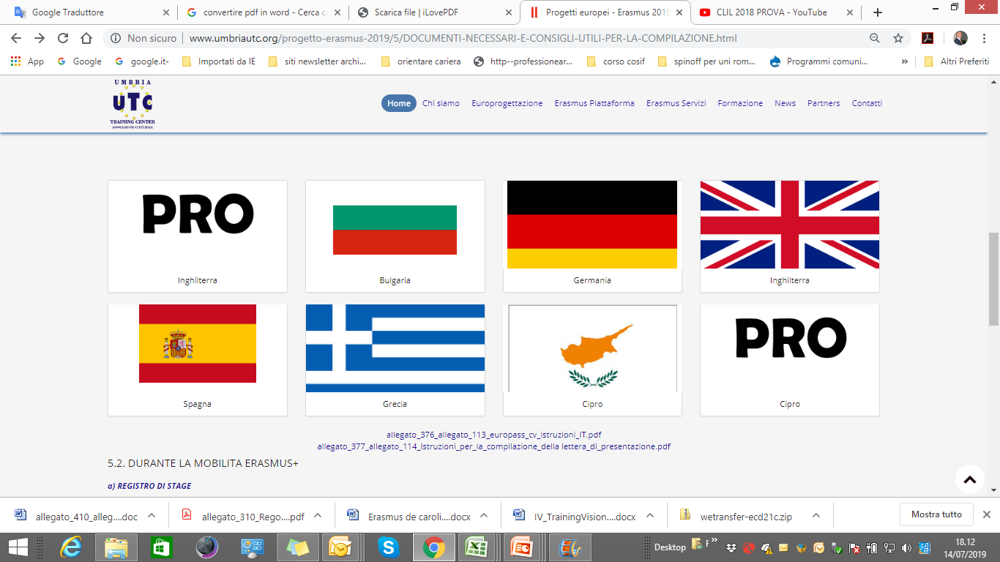 Google Traduttore
convertire pdf in word - Cerca c
Scarica file | iLovePDF
Progetti europei - Erasmus 2019
CLIL 2018 PROVA - YouTube
Non sicuro | www.umbriautc.org/progetto-erasmus-2019/5/DOCUMENTI-NECESSARI-E-CONSIGLI-UTILI-PER-LA-COMPILAZIONE.html
App Google google.it- Importati da IE siti newsletter archi... orientare cariera http--professionear... corso cosif spinoff per uni rom... Programmi comuni... » Altri Preferiti
UMBRIA
UTC
TRAINING CENTER
ASSOCIAZIONE CULTURALE
Home Chi siamo Europrogettazione Erasmus Piattaforma Erasmus Servizi Formazione News Partners Contatti
PRO
Inghilterra Bulgaria Germania Inghilterra
PRO
Spagna Grecia Cipro Cipro
allegato_376_allegato_113_europass_cv_istruzioni_IT.pdf
allegato_377_allegato_114_Istruzioni_per_la_compilazione_della lettera_di_presentazione.pdf
5.2. DURANTE LA MOBILITA ERASMUS+
a) REGISTRO DI STAGE
allegato_410_alleg....doc allegato_310_Rego....pdf Erasmus de caroli....docx IV_TrainingVision....docx wetransfer-ecd21c.zip Mostra tutto
Desktop F » 18.12
14/07/2019